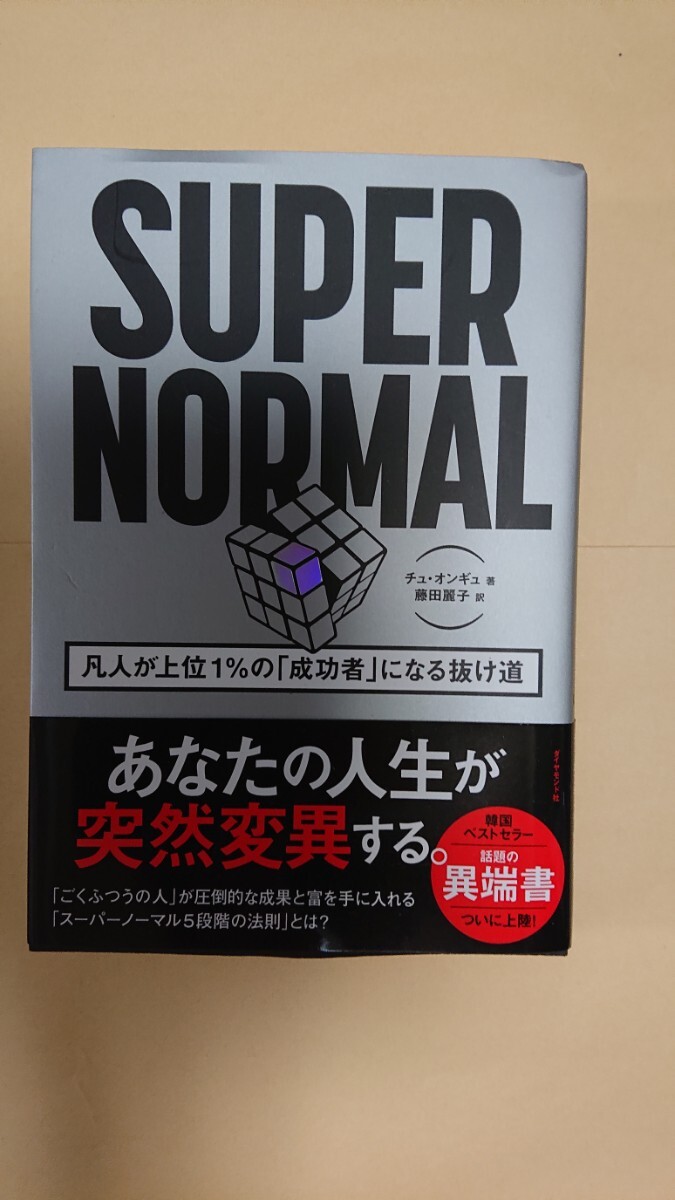 SUPER
NORMAL
チュ・オンギュ 著
藤田麗子 訳
凡人が上位1%の「成功者」になる抜け道
あなたの人生が
突然変異する。
「ごくふつうの人」が圧倒的な成果と富を手に入れる
「スーパーノーマル5段階の法則」とは?
ダイヤモンド社
韓国
ベストセラー
話題の
異端書
ついに上陸!